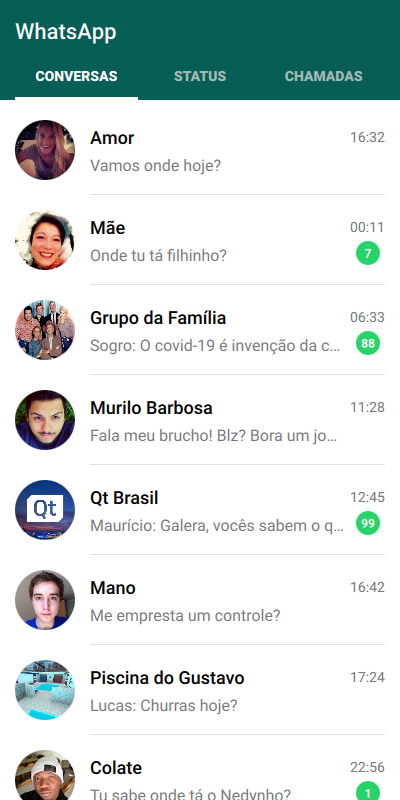 WhatsApp
CONVERSAS STATUS CHAMADAS
Amor 16:32
Vamos onde hoje?
Mãe 00:11
Onde tu tá filhinho? 7
Grupo da Família 06:33
Sogro: O covid-19 é invenção da c... 88
Murilo Barbosa 11:28
Fala meu brucho! Blz? Bora um jo...
Qt
Qt Brasil 12:45
Maurício: Galera, vocês sabem o q... 99
Mano 16:42
Me empresta um controle?
Piscina do Gustavo 17:24
Lucas: Churras hoje?
Colate 22:56
Tu sabe onde tá o Nedynho? 1